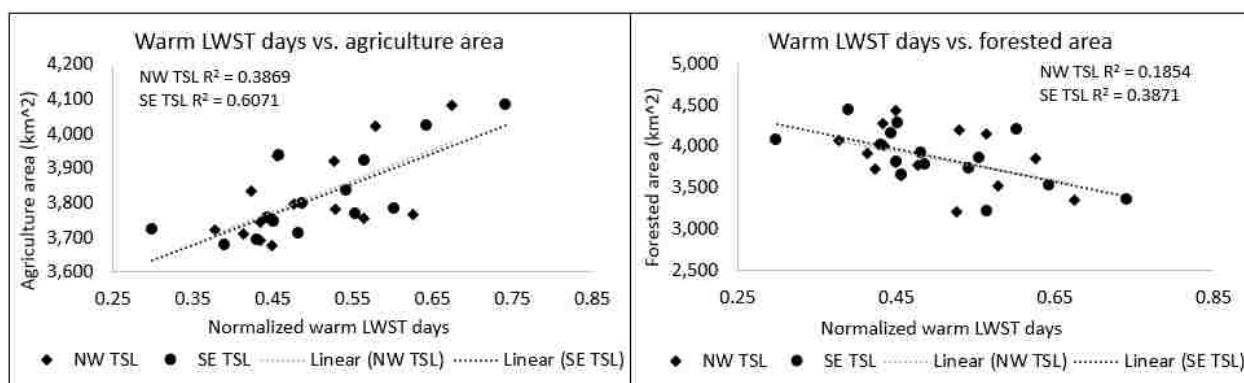 Warm LWST days vs. agriculture area
NW TSL R² = 0.3869
SE TSL R² = 0.6071
Agriculture area (km^2)
4,200
4,100
4,000
3,900
3,800
3,700
3,600
0.25 0.35 0.45 0.55 0.65 0.75 0.85
Normalized warm LWST days
NW TSL SE TSL Linear (NW TSL) Linear (SE TSL)
Warm LWST days vs. forested area
NW TSL R² = 0.1854
SE TSL R² = 0.3871
Forested area (km^2)
5,000
4,500
4,000
3,500
3,000
2,500
0.25 0.45 0.65 0.85
Normalized warm LWST days
NW TSL SE TSL Linear (NW TSL) Linear (SE TSL)